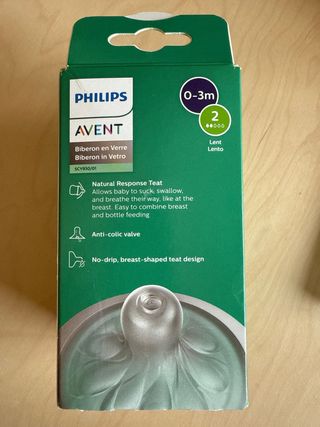 PHILIPS
AVENT
Biberon en Verre
Biberon in Vetro
SCY930/01
0-3m
2
Lent
Lento
Natural Response Teat
Allows baby to suck, swallow,
and breathe their way, like at the
breast. Easy to combine breast
and bottle feeding
Anti-colic valve
No-drip, breast-shaped teat design